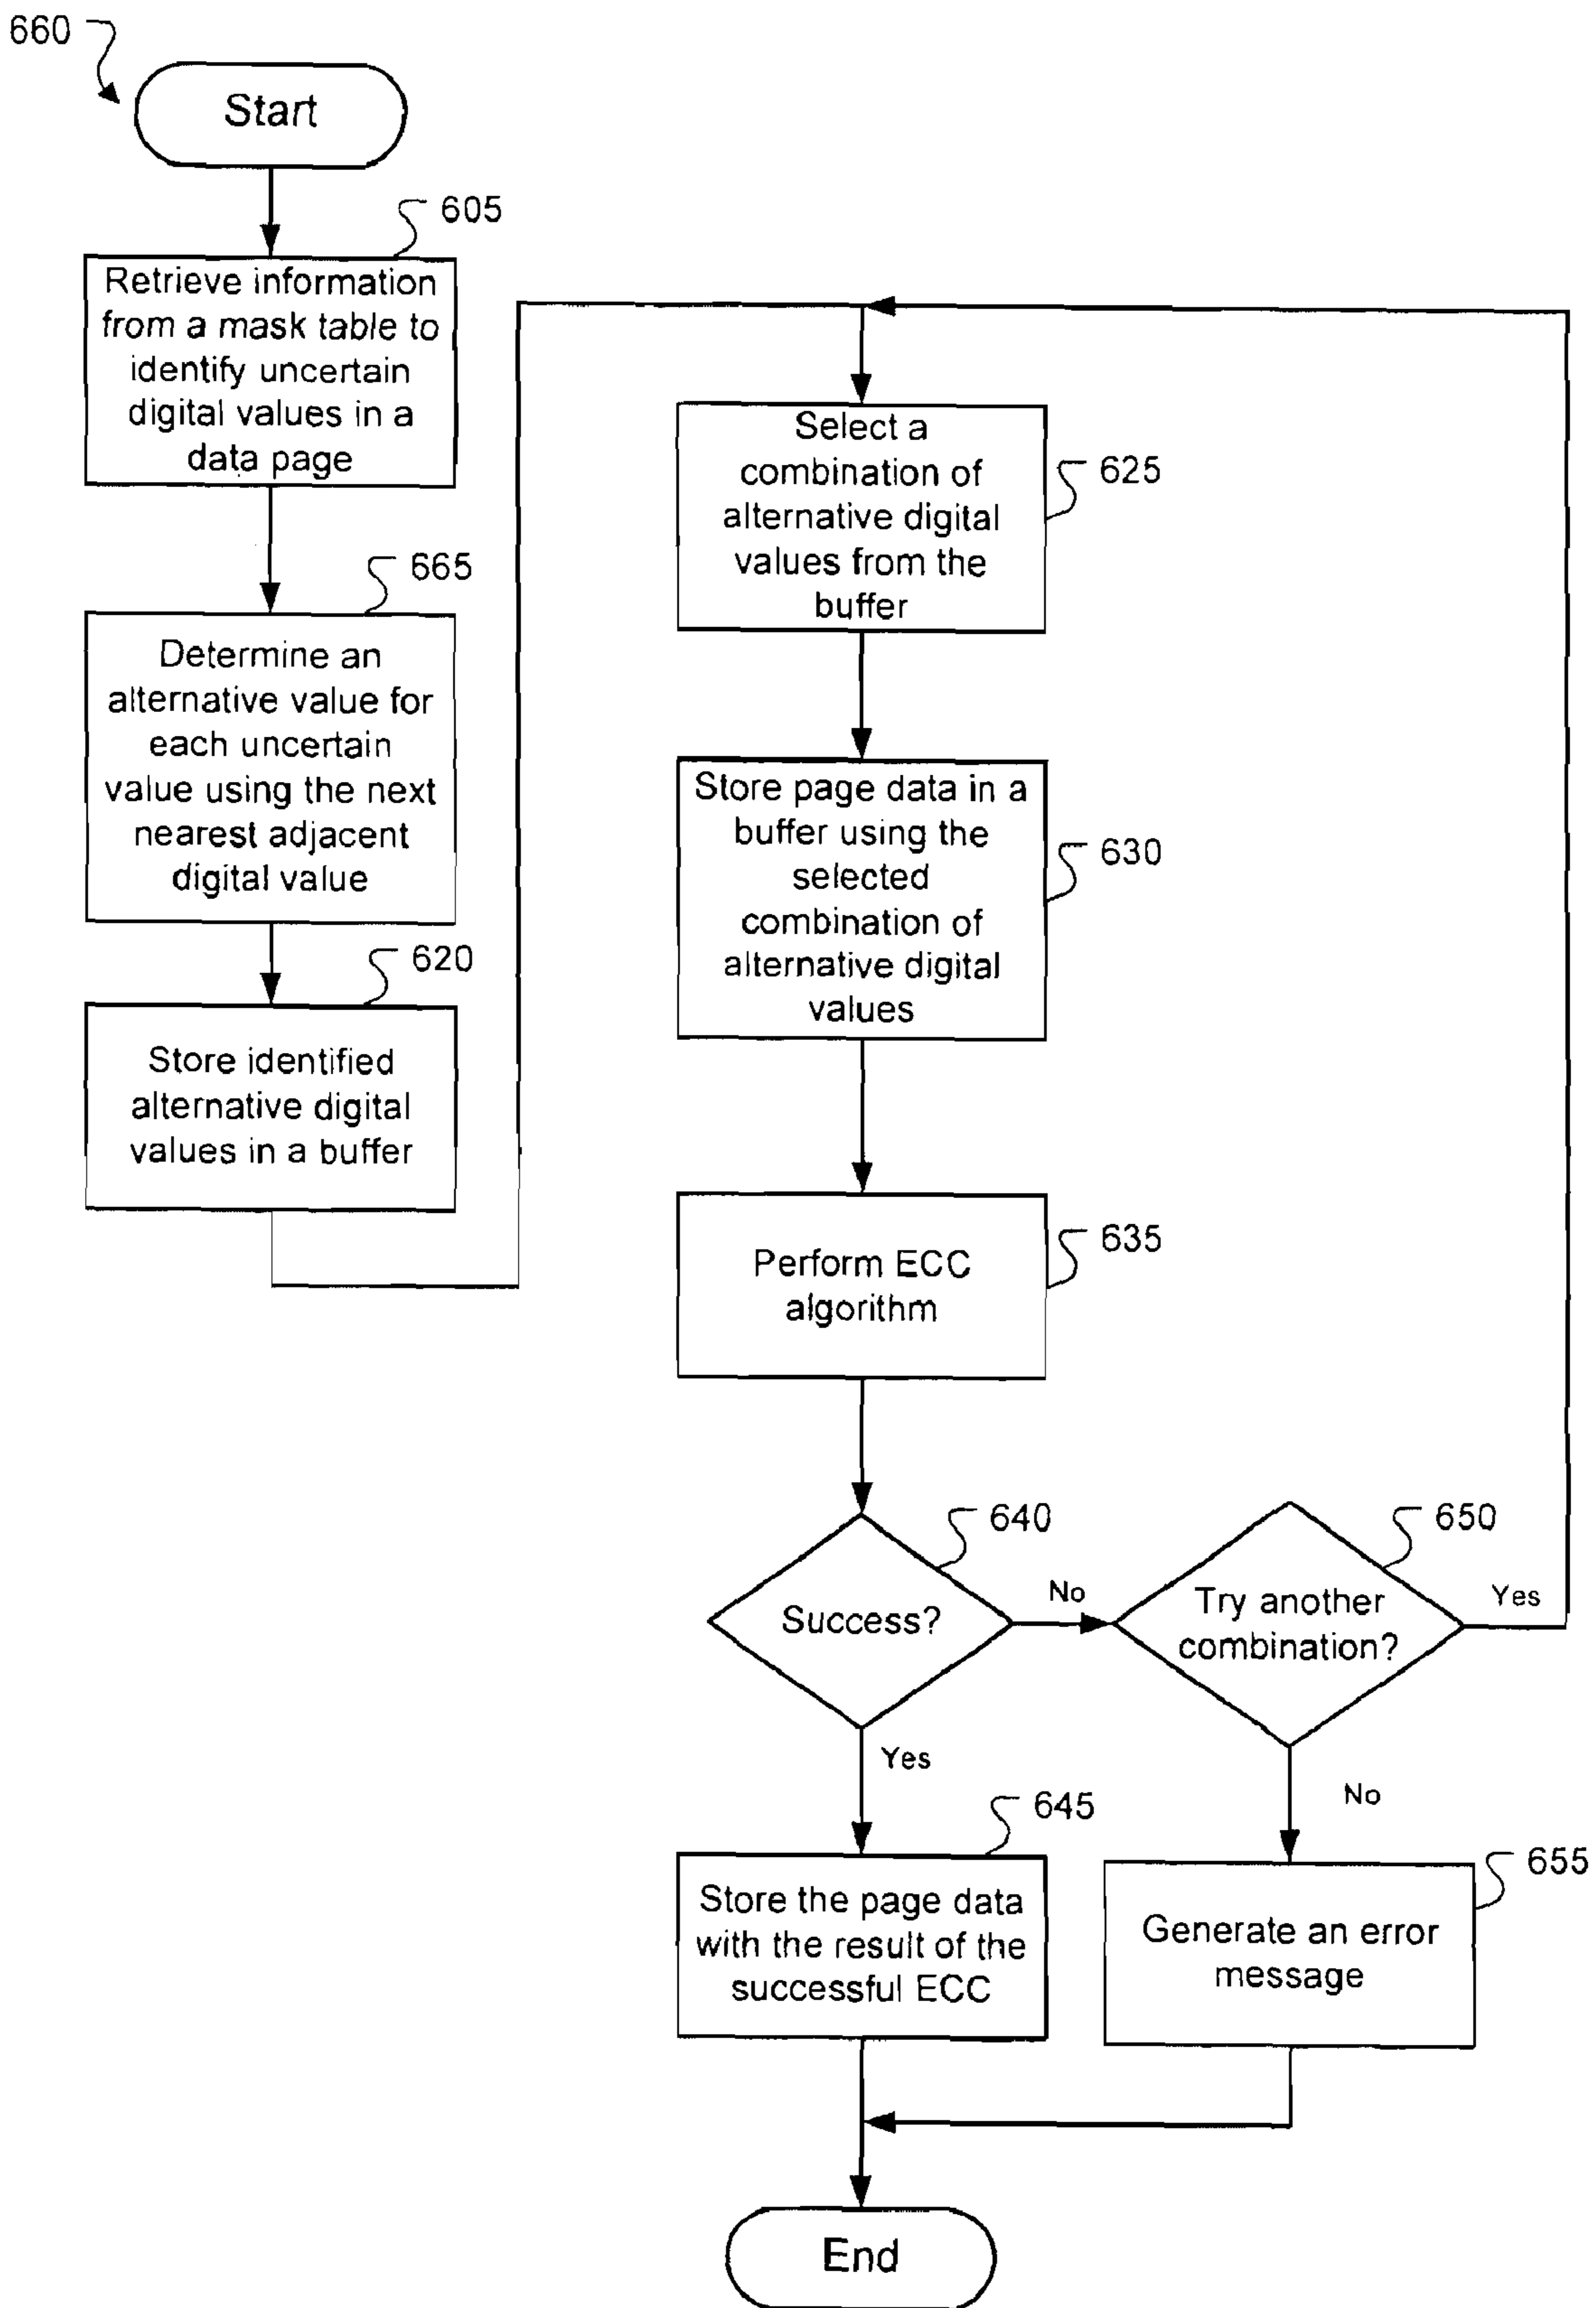 660
Start
605
Retrieve information
from a mask table to
identify uncertain
digital values in a
data page
665
Determine an
alternative value for
each uncertain
value using the next
nearest adjacent
digital value
620
Store identified
alternative digital
values in a buffer
Select a
combination of
alternative digital
values from the
buffer
625
Store page data in a
buffer using the
selected
combination of
alternative digital
values
630
Perform ECC
algorithm
635
640
Success?
No
Yes
650
Try another
combination?
Yes
No
645
Store the page data
with the result of the
successful ECC
655
Generate an error
message
End